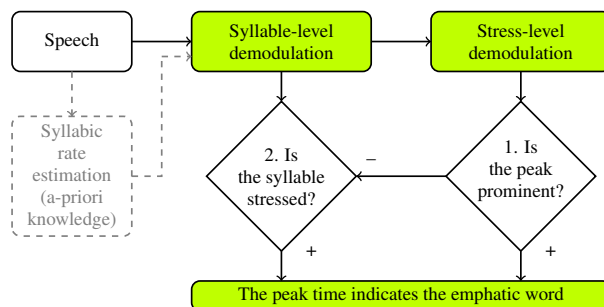 Speech
Syllable-level
demodulation
Stress-level
demodulation
Syllabic
rate
estimation
(a-priori
knowledge)
2. Is
the syllable
stressed?
–
1. Is
the peak
prominent?
+
+
The peak time indicates the emphatic word